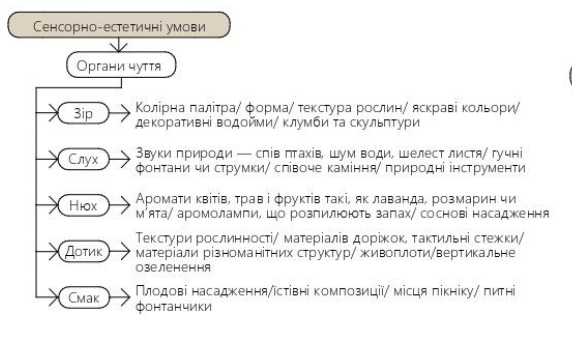 Сенсорно-естетичні умови
Органи чуття
Зір
Колірна палітра/ форма/ текстура рослин/ яскраві кольори/
декоративні водойми/ клумби та скульптури
Слух
Звуки природи — спів птахів, шум води, шелест листя/ гучні
фонтани чи струмки/ співоче каміння/ природні інструменти
Нюх
Аромати квітів, трав і фруктів такі, як лаванда, розмарин чи
м'ята/ аромолампи, що розпилюють запах/ соснові насадження
Дотик
Текстури рослинності/ матеріалів доріжок, тактильні стежки/
матеріали різноманітних структур/ живоплоти/вертикальне
озеленення
Смак
Плодові насадження/їстівні композиції/ місця пікніку/ питні
фонтанчики